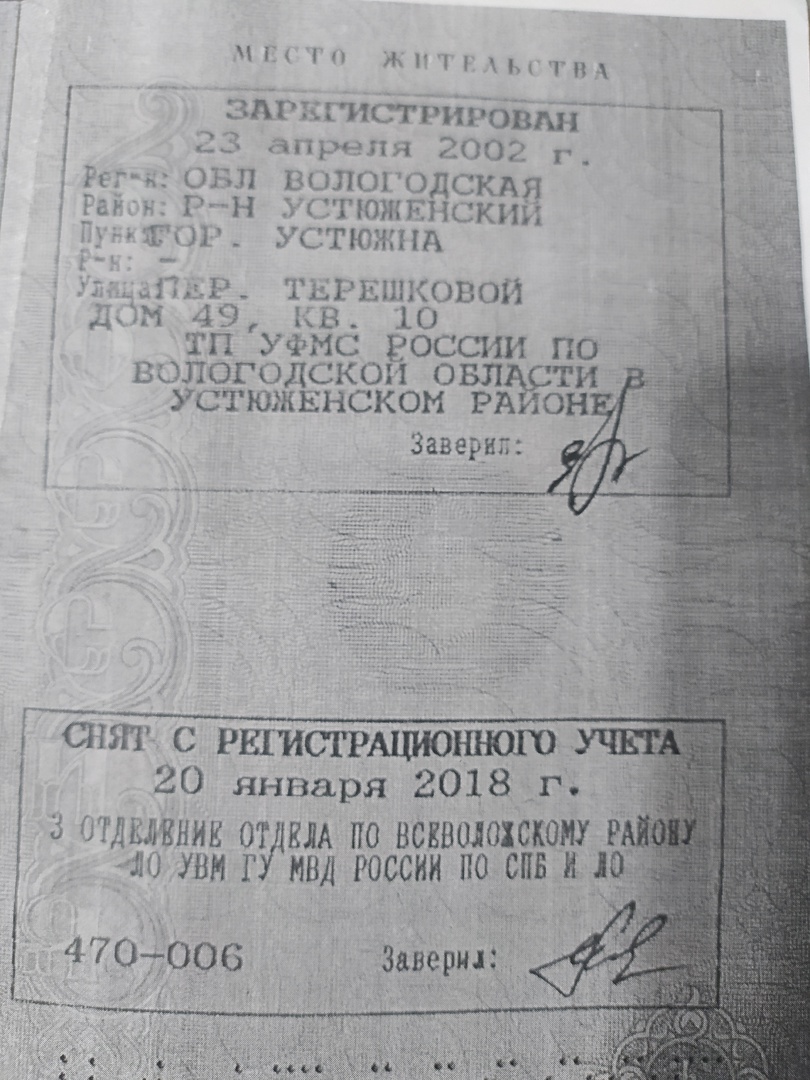 МЕСТО ЖИТЕЛЬСТВА
ЗАРЕГИСТРИРОВАН
23 апреля 2002 г.
Рег-н: ОБЛ ВОЛОГОДСКАЯ
Район: Р-Н УСТЮЖЕНСКИЙ
Пункт ГОР. УСТЮЖНА
Р-н: -
Улица ПЕР. ТЕРЕШКОВОЙ
ДОМ 49, КВ. 10
ТП УФМС РОССИИ ПО
ВОЛОГОДСКОЙ ОБЛАСТИ В
УСТЮЖЕНСКОМ РАЙОНЕ
Заверил:
СНЯТ С РЕГИСТРАЦИОННОГО УЧЕТА
20 января 2018 г.
3 ОТДЕЛЕНИЕ ОТДЕЛА ПО ВСЕВОЛОЖСКОМУ РАЙОНУ
ЛО УВМ ГУ МВД РОССИИ ПО СПБ И ЛО
470-006 Заверил: